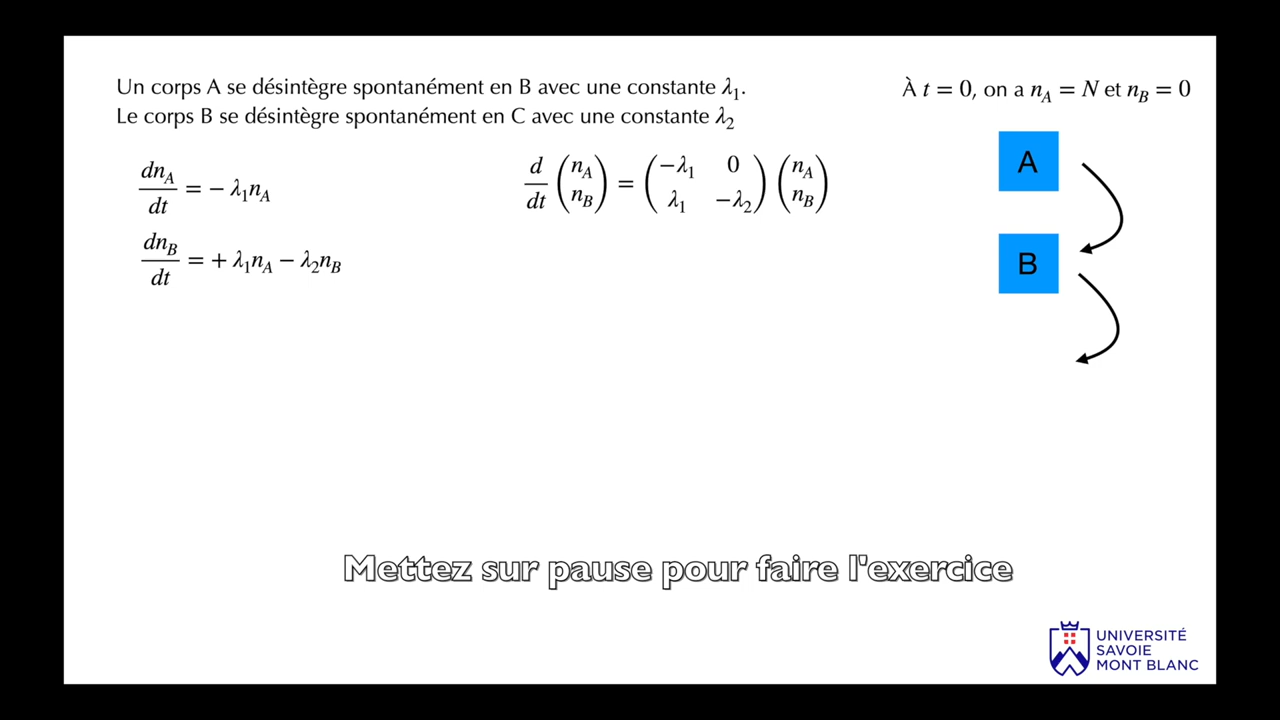 Un corps A se désintègre spontanément en B avec une constante λ₁.
Le corps B se désintègre spontanément en C avec une constante λ₂
À t = 0, on a n_A = N et n_B = 0
dn_A/dt = − λ₁n_A
dn_B/dt = + λ₁n_A − λ₂n_B
d/dt (n_A n_B) = (−λ₁ 0 λ₁ −λ₂) (n_A n_B)
A
B
Mettez sur pause pour faire l'exercice
UNIVERSITÉ
SAVOIE
MONT BLANC